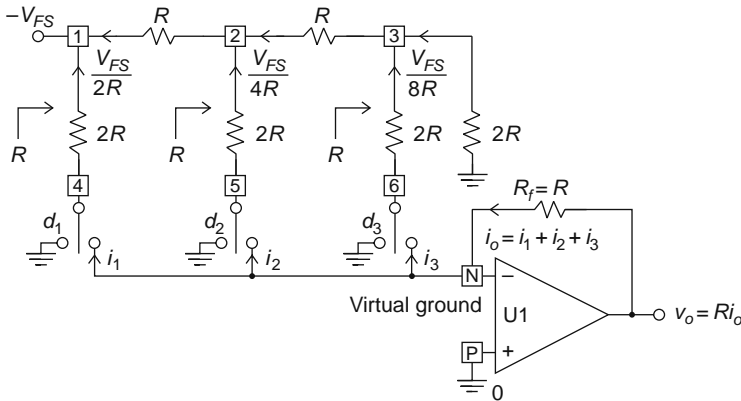 −V_FS
1
R
2
R
3
V_FS/2R
V_FS/4R
V_FS/8R
R
2R
R
2R
R
2R
2R
4
5
6
R_f = R
d_1
d_2
d_3
i_o = i_1 + i_2 + i_3
i_1
i_2
i_3
N
−
Virtual ground
U1
v_o = Ri_o
P
+
0